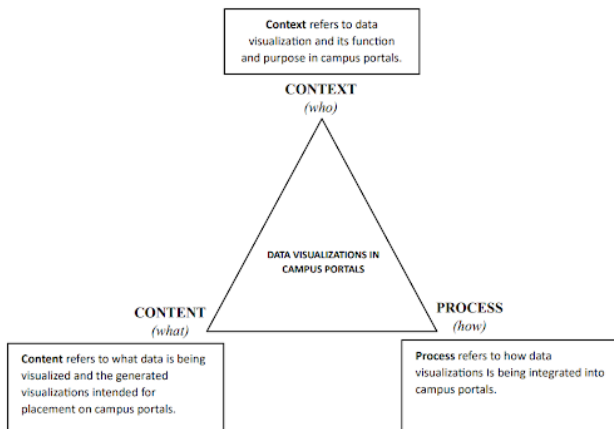 Context refers to data
visualization and its function
and purpose in campus portals.
CONTEXT
(who)
DATA VISUALIZATIONS IN
CAMPUS PORTALS
CONTENT
(what)
Content refers to what data is being
visualized and the generated
visualizations intended for
placement on campus portals.
PROCESS
(how)
Process refers to how data
visualizations Is being integrated into
campus portals.